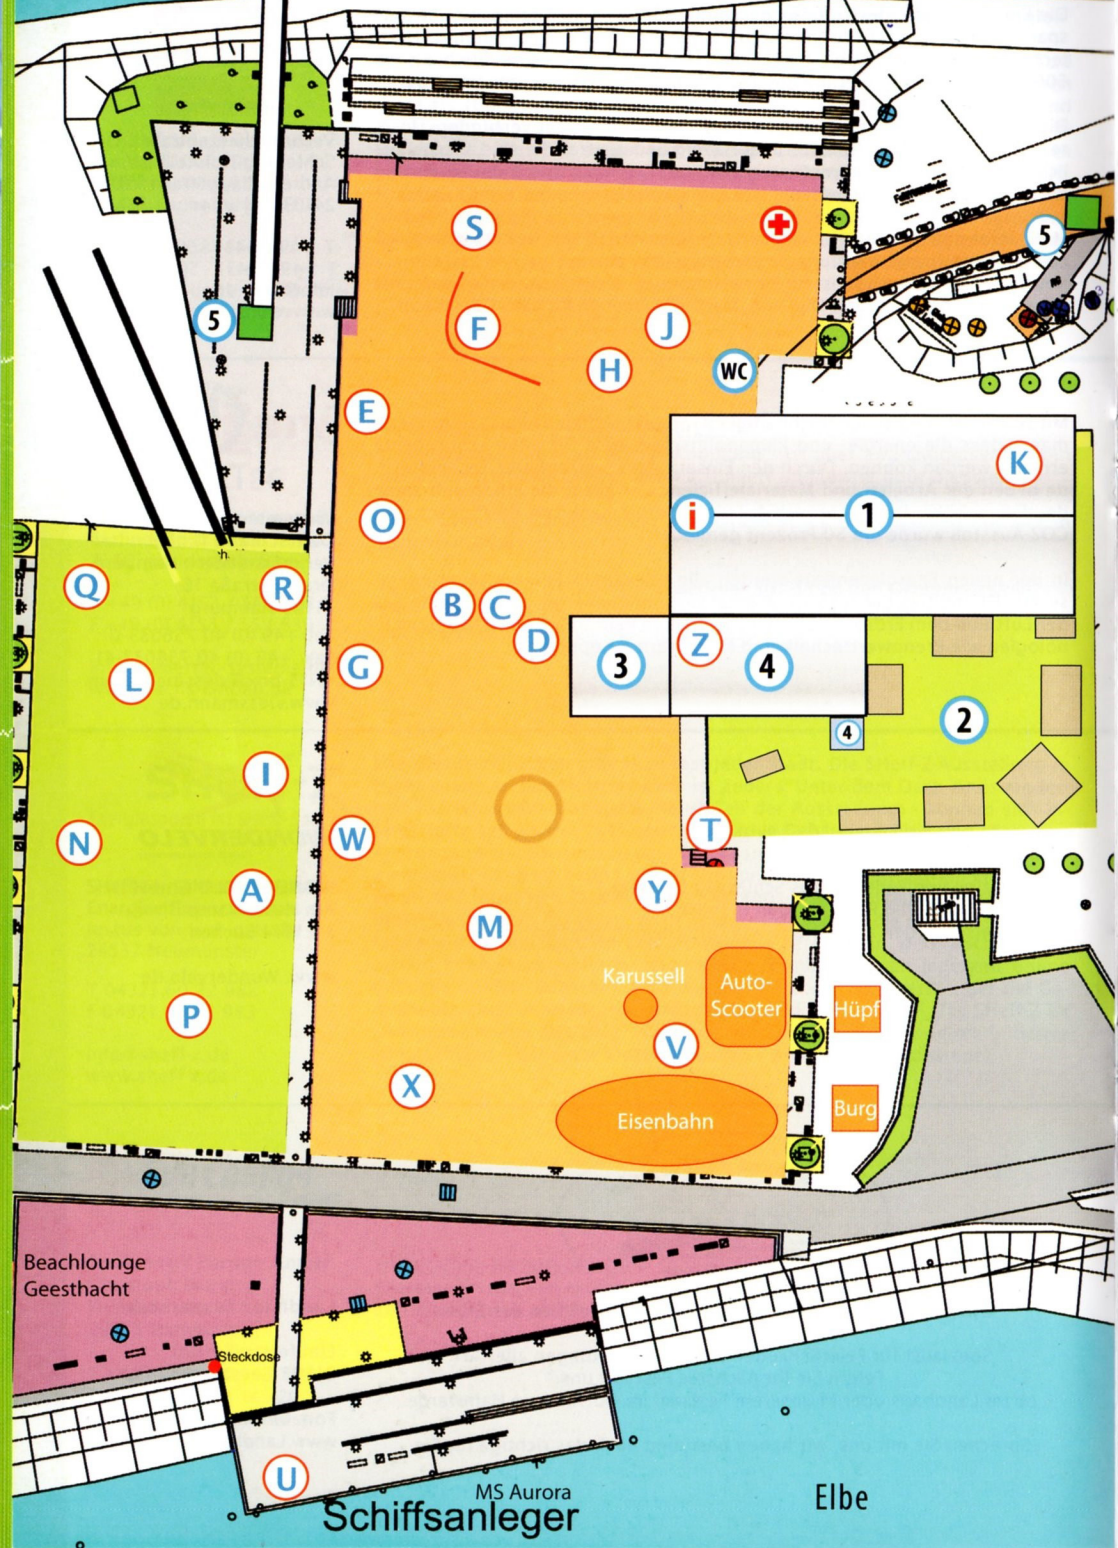 S
5
5
F
J
H
WC
E
K
O
i
1
Q
R
B
C
D
Z
G
3
4
L
2
4
I
T
N
W
A
Y
M
Karussell
Auto-
Scooter
Hüpf
P
V
X
Burg
Eisenbahn
Beachlounge
Geesthacht
Steckdose
U
MS Aurora
Elbe
Schiffsanleger